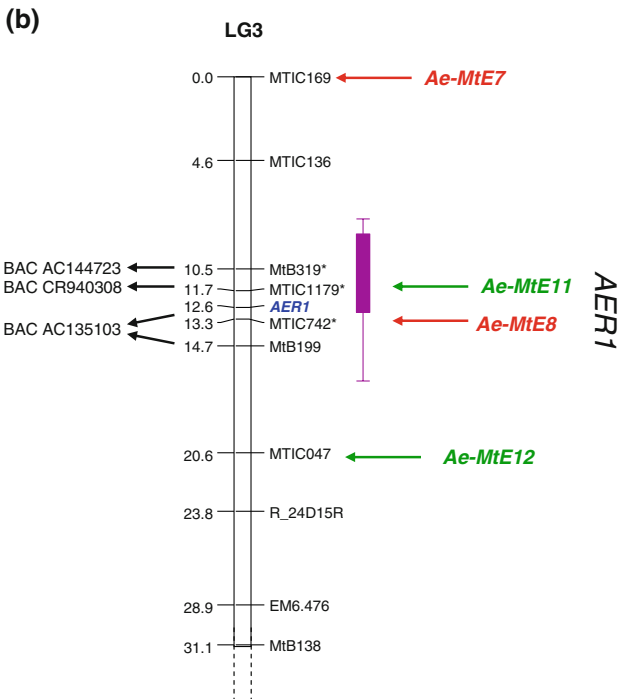 (b)
LG3
0.0 MTIC169 Ae-MtE7
4.6 MTIC136
BAC AC144723 10.5 MtB319*
BAC CR940308 11.7 MTIC1179* Ae-MtE11
12.6 AER1
BAC AC135103 13.3 MTIC742* Ae-MtE8
14.7 MtB199
AER1
20.6 MTIC047 Ae-MtE12
23.8 R_24D15R
28.9 EM6.476
31.1 MtB138